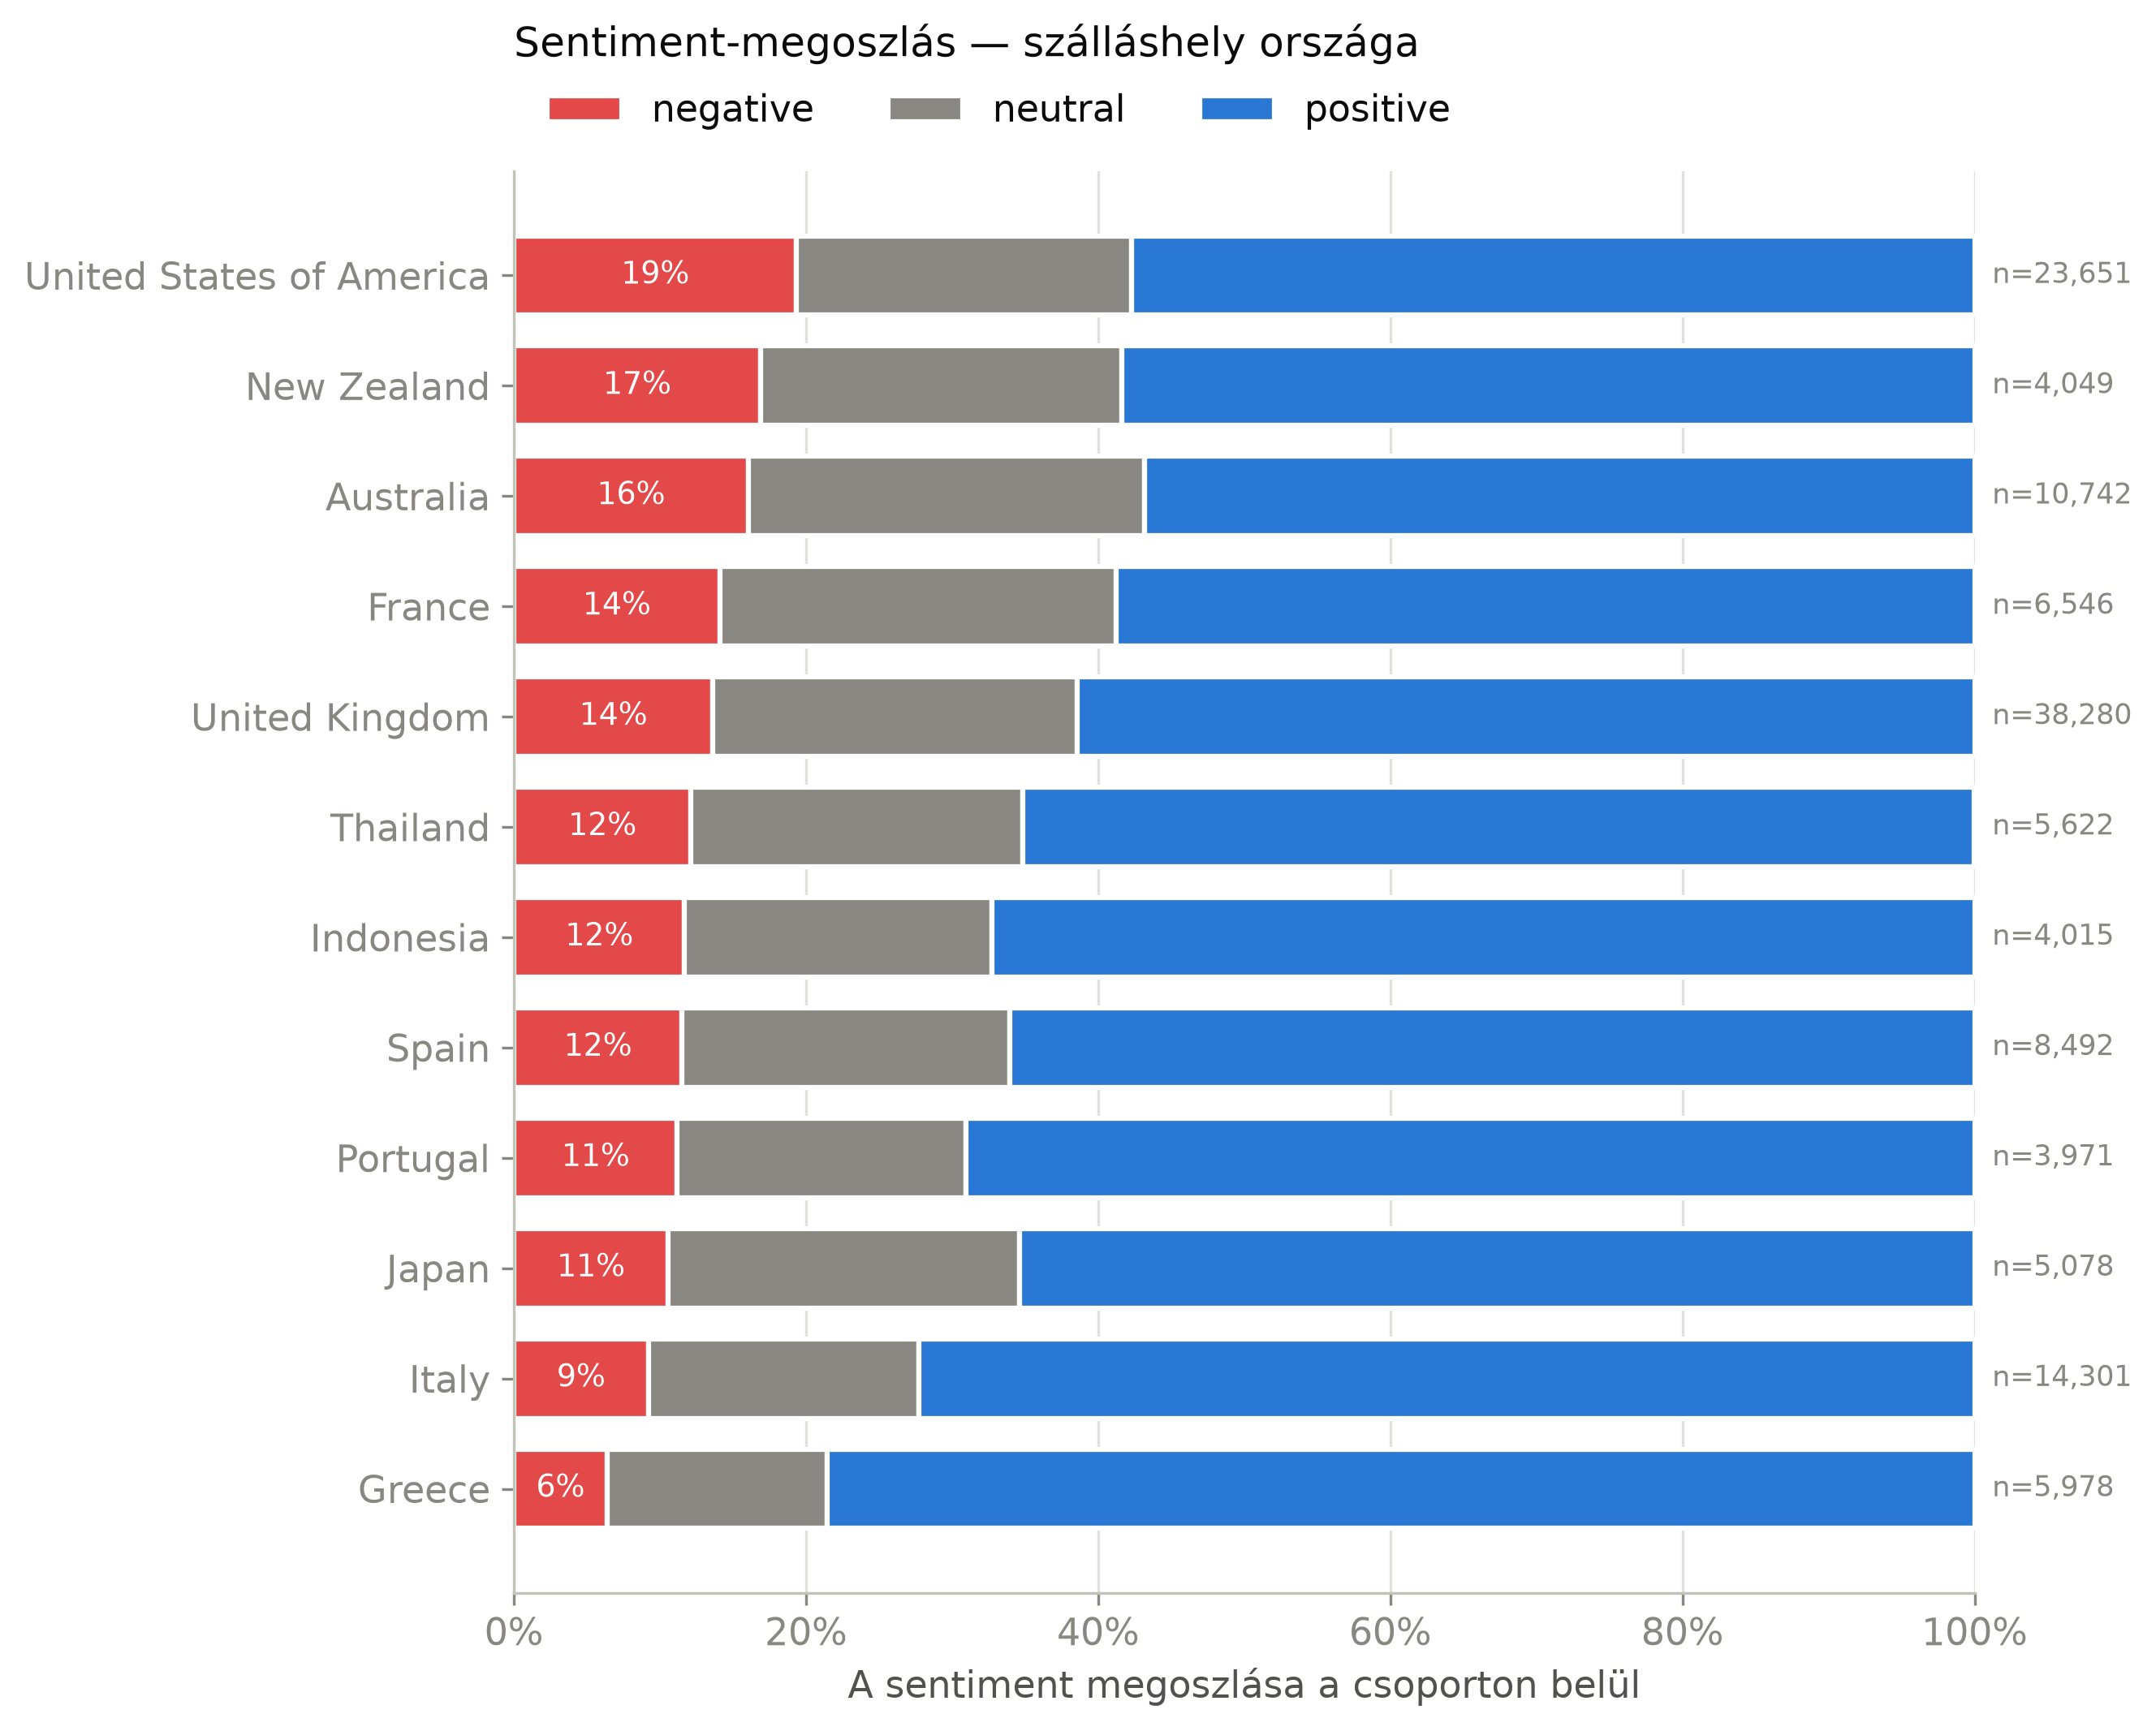 Sentiment-megoszlás — szálláshely országa
negative neutral positive
United States of America 19% n=23,651
New Zealand 17% n=4,049
Australia 16% n=10,742
France 14% n=6,546
United Kingdom 14% n=38,280
Thailand 12% n=5,622
Indonesia 12% n=4,015
Spain 12% n=8,492
Portugal 11% n=3,971
Japan 11% n=5,078
Italy 9% n=14,301
Greece 6% n=5,978
0% 20% 40% 60% 80% 100%
A sentiment megoszlása a csoporton belül